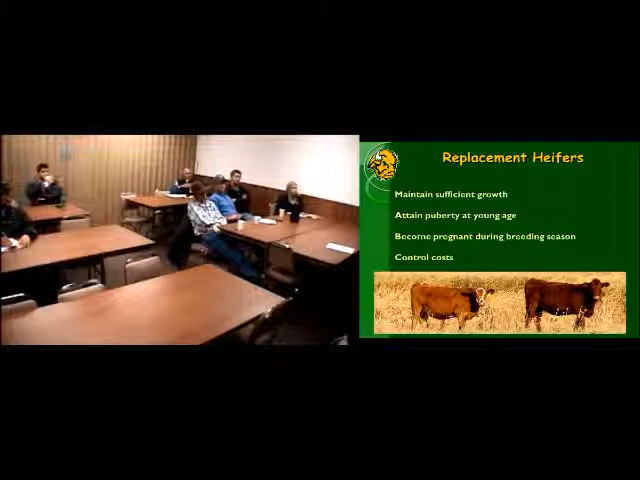 Replacement Heifers
Maintain sufficient growth
Attain puberty at young age
Become pregnant during breeding season
Control costs